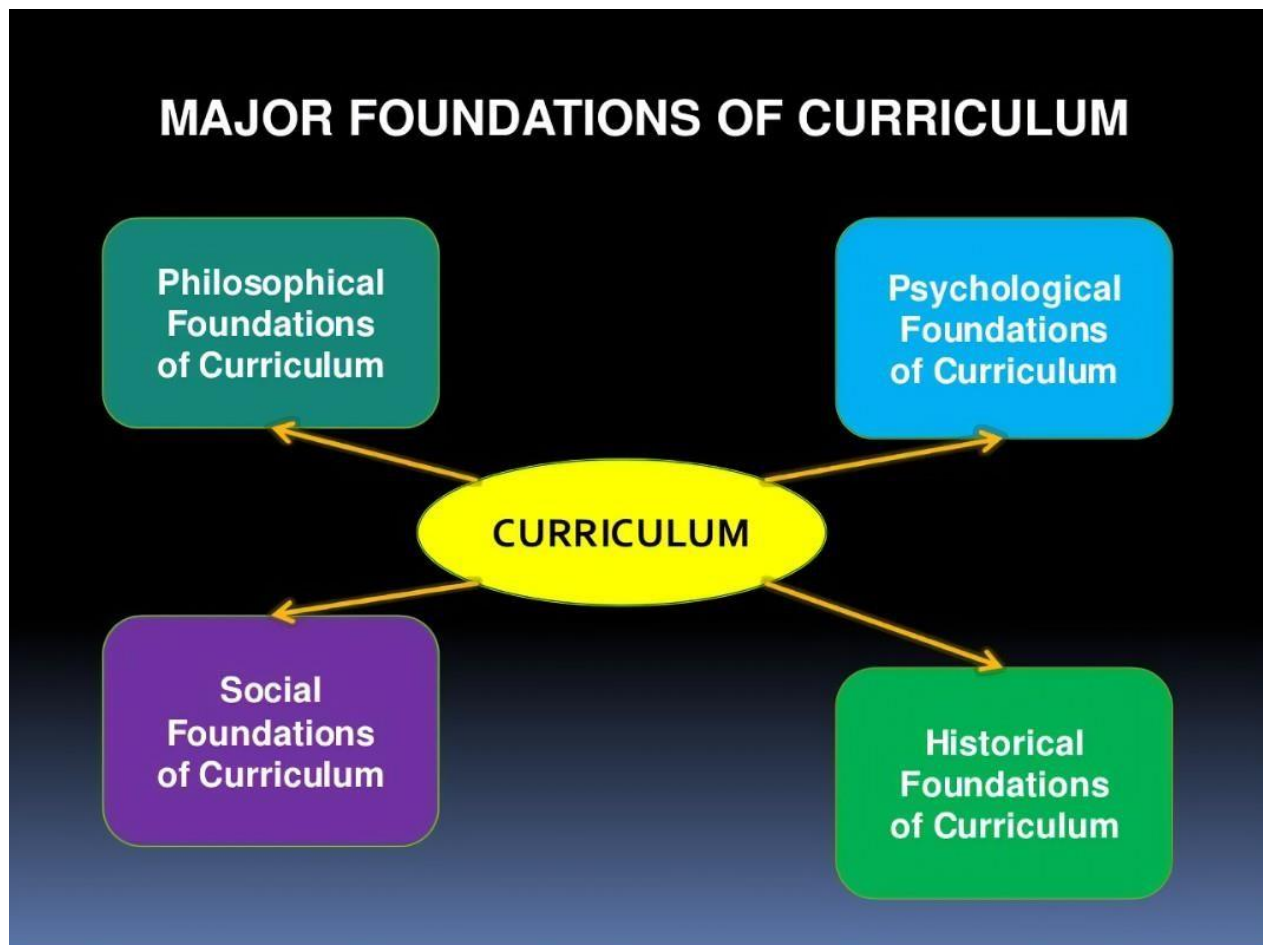 MAJOR FOUNDATIONS OF CURRICULUM
Philosophical
Foundations
of Curriculum
Psychological
Foundations
of Curriculum
CURRICULUM
Social
Foundations
of Curriculum
Historical
Foundations
of Curriculum